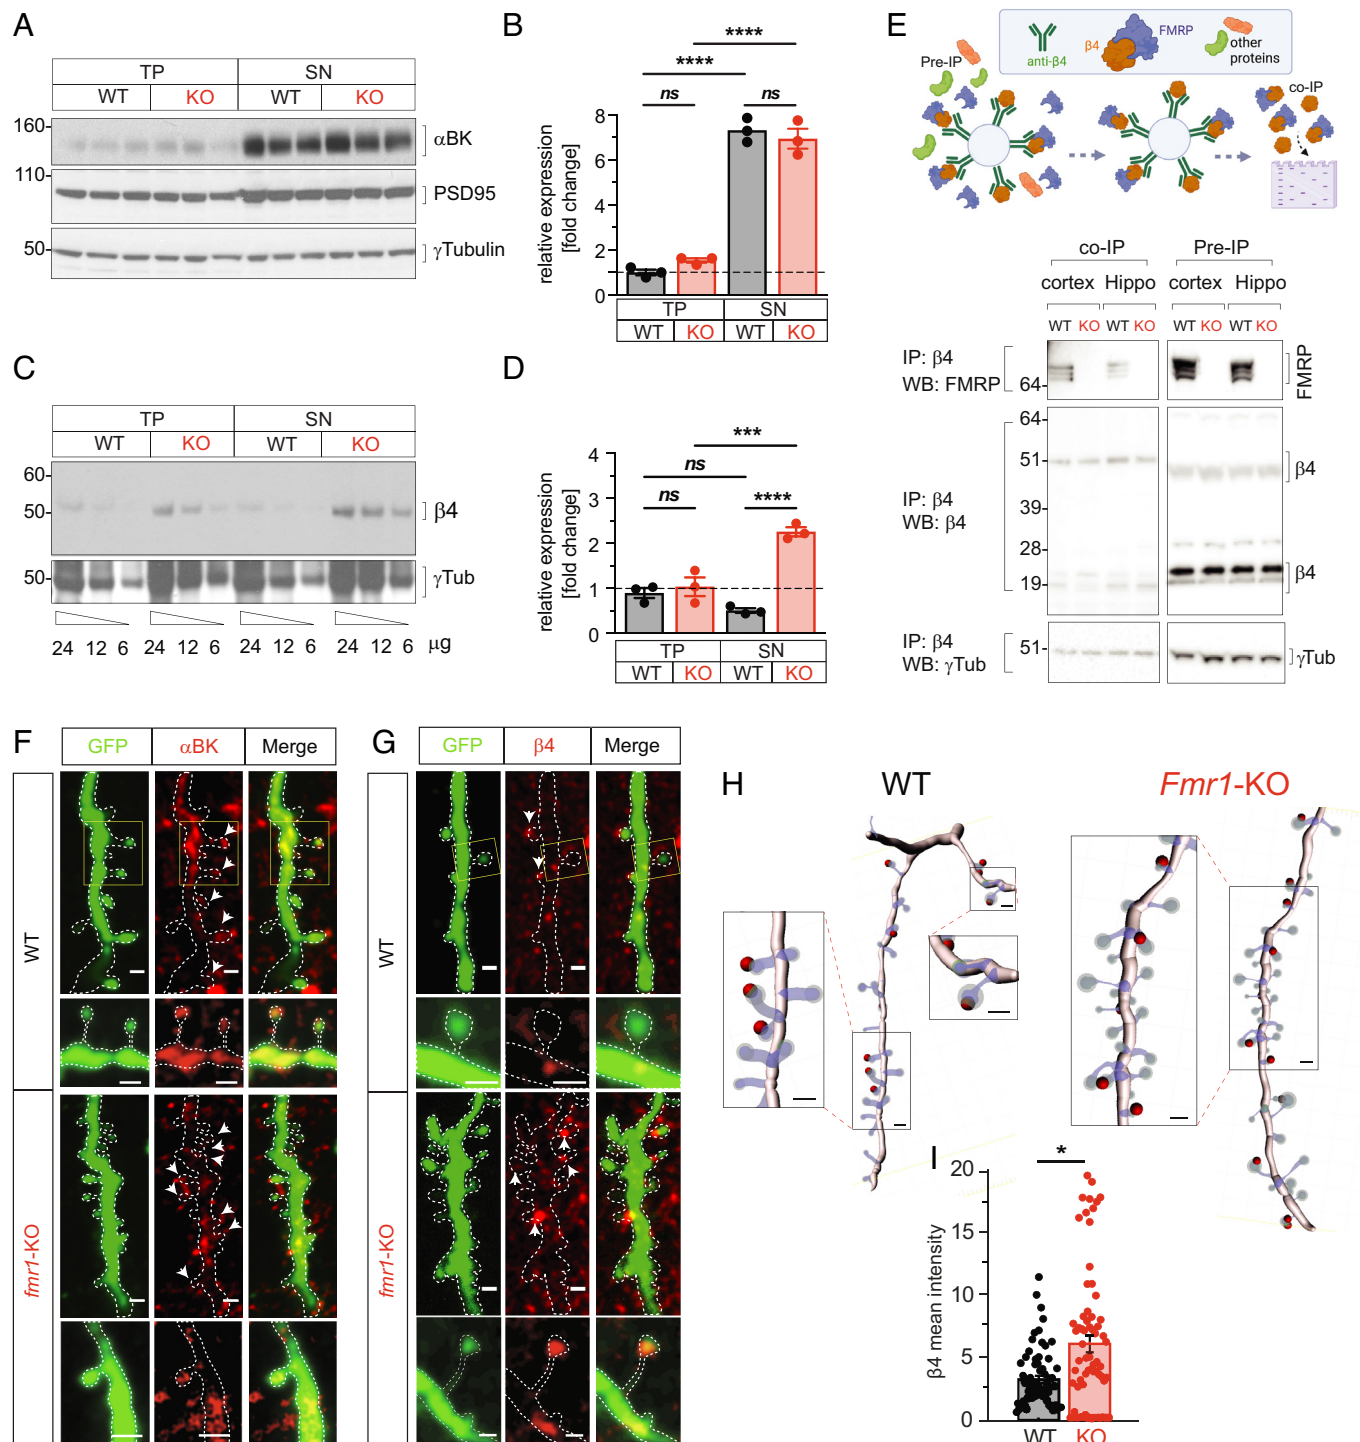 A
TP SN
WT KO WT KO
160
αBK
110
PSD95
50
γTubulin
B
****
****
ns ns
relative expression
[fold change]
8
6
4
2
0
TP SN
WT KO WT KO
C
TP SN
WT KO WT KO
60
50
β4
50
γTub
24 12 6 24 12 6 24 12 6 24 12 6 μg
D
***
ns
ns ****
relative expression
[fold change]
4
3
2
1
0
TP SN
WT KO WT KO
E
anti-β4
β4
FMRP
other
proteins
Pre-IP
co-IP
co-IP Pre-IP
cortex Hippo cortex Hippo
WT KO WT KO WT KO WT KO
IP: β4
WB: FMRP
64
FMRP
64
51
39
28
19
IP: β4
WB: β4
β4
β4
IP: β4
WB: γTub
51
γTub
F
GFP αBK Merge
WT
fmr1-KO
G
GFP β4 Merge
WT
fmr1-KO
H
WT Fmr1-KO
I
*
β4 mean intensity
20
15
10
5
0
WT KO